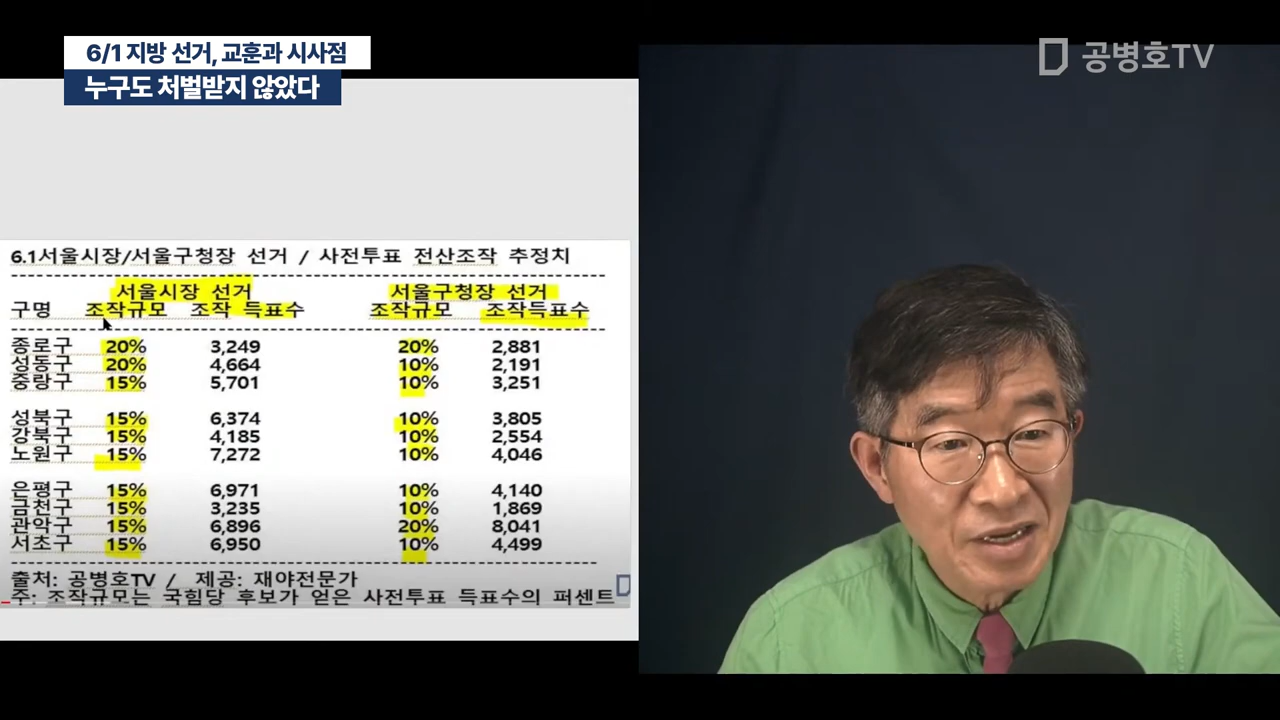 6/1 지방 선거, 교훈과 시사점
누구도 처벌받지 않았다
공병호TV
6.1서울시장/서울구청장 선거 / 사전투표 전산조작 추정치
서울시장 선거 서울구청장 선거
구명 조작규모 조작 득표수 조작규모 조작득표수
종로구 20% 3,249 20% 2,881
성동구 20% 4,664 10% 2,191
중랑구 15% 5,701 10% 3,251
성북구 15% 6,374 10% 3,805
강북구 15% 4,185 10% 2,554
노원구 15% 7,272 10% 4,046
은평구 15% 6,971 10% 4,140
금천구 15% 3,235 10% 1,869
관악구 15% 6,896 20% 8,041
서초구 15% 6,950 10% 4,499
출처: 공병호TV / 제공: 재야전문가
주: 조작규모는 국힘당 후보가 얻은 사전투표 득표수의 퍼센트